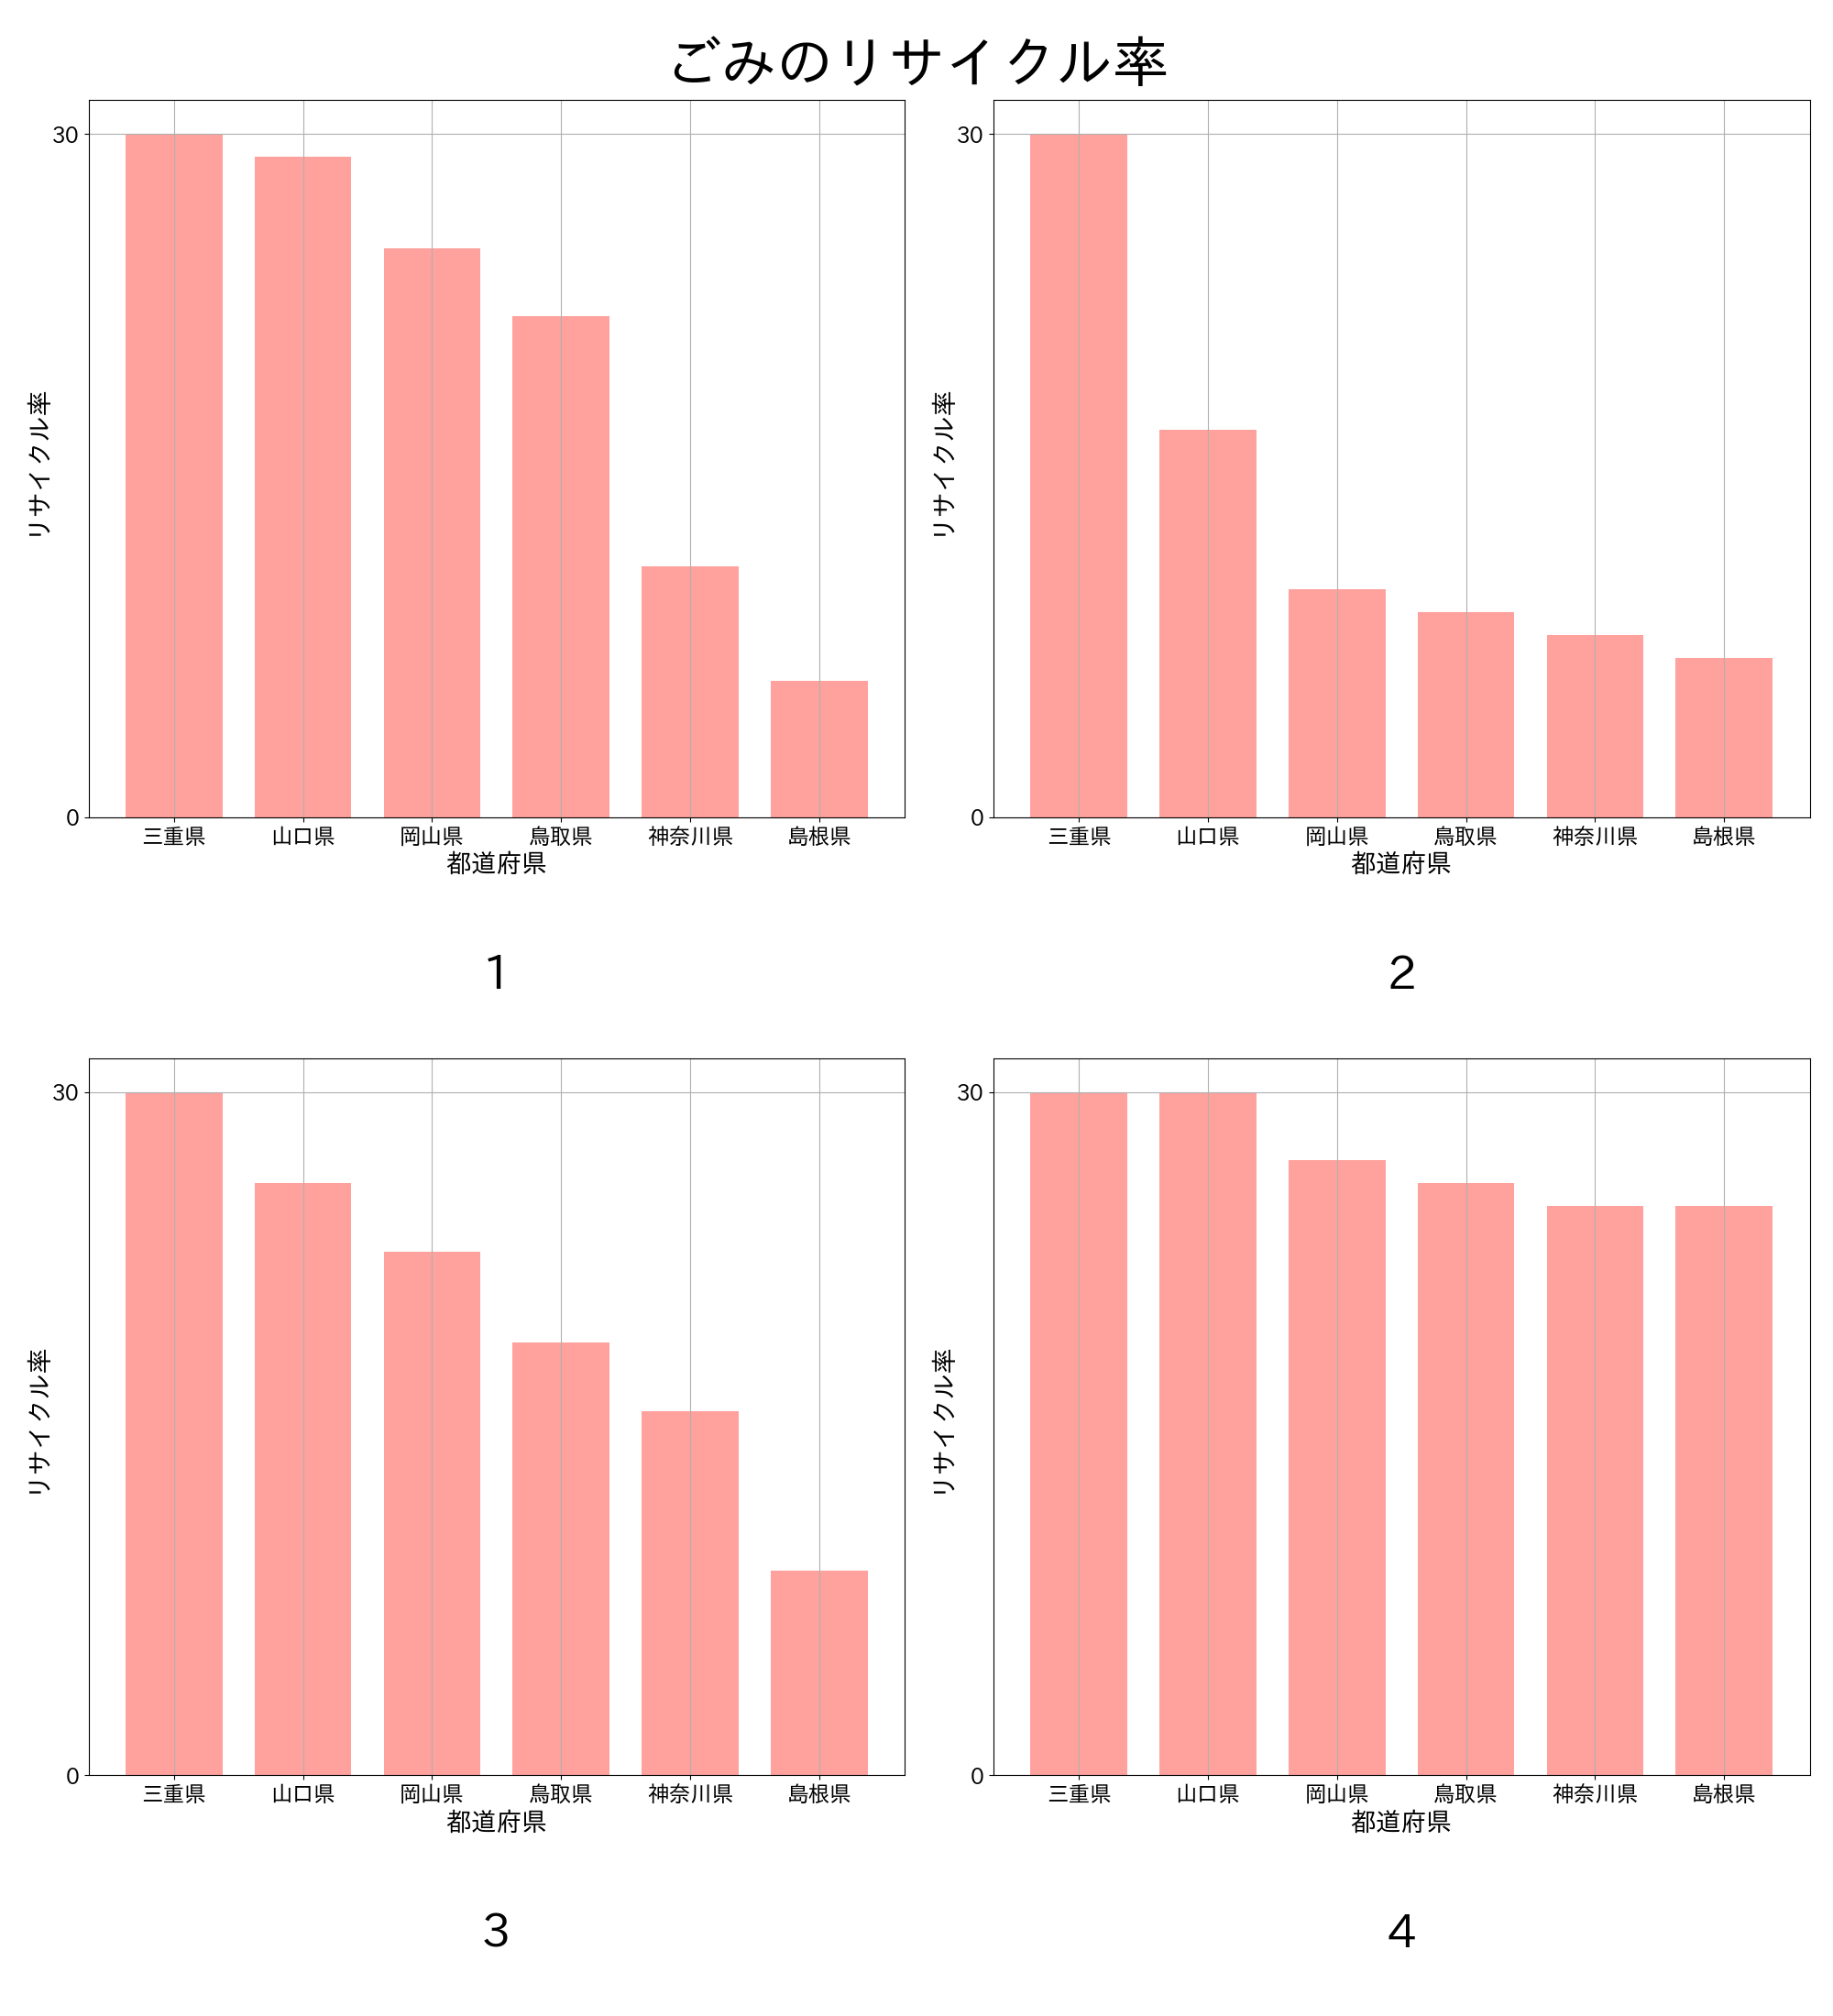 ごみのリサイクル率
30
0
リサイクル率
三重県 山口県 岡山県 鳥取県 神奈川県 島根県
都道府県
1
30
0
リサイクル率
三重県 山口県 岡山県 鳥取県 神奈川県 島根県
都道府県
2
30
0
リサイクル率
三重県 山口県 岡山県 鳥取県 神奈川県 島根県
都道府県
3
30
0
リサイクル率
三重県 山口県 岡山県 鳥取県 神奈川県 島根県
都道府県
4